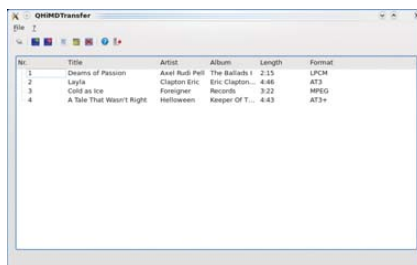 QHiMDTransfer
File ?
Nr. Title Artist Album Length Format
1 Deams of Passion Axel Rudi Pell The Ballads I 2:15 LPCM
2 Layla Clapton Eric Eric Clapton... 4:46 AT3
3 Cold as Ice Foreigner Records 3:22 MPEG
4 A Tale That Wasn't Right Helloween Keeper Of T... 4:43 AT3+